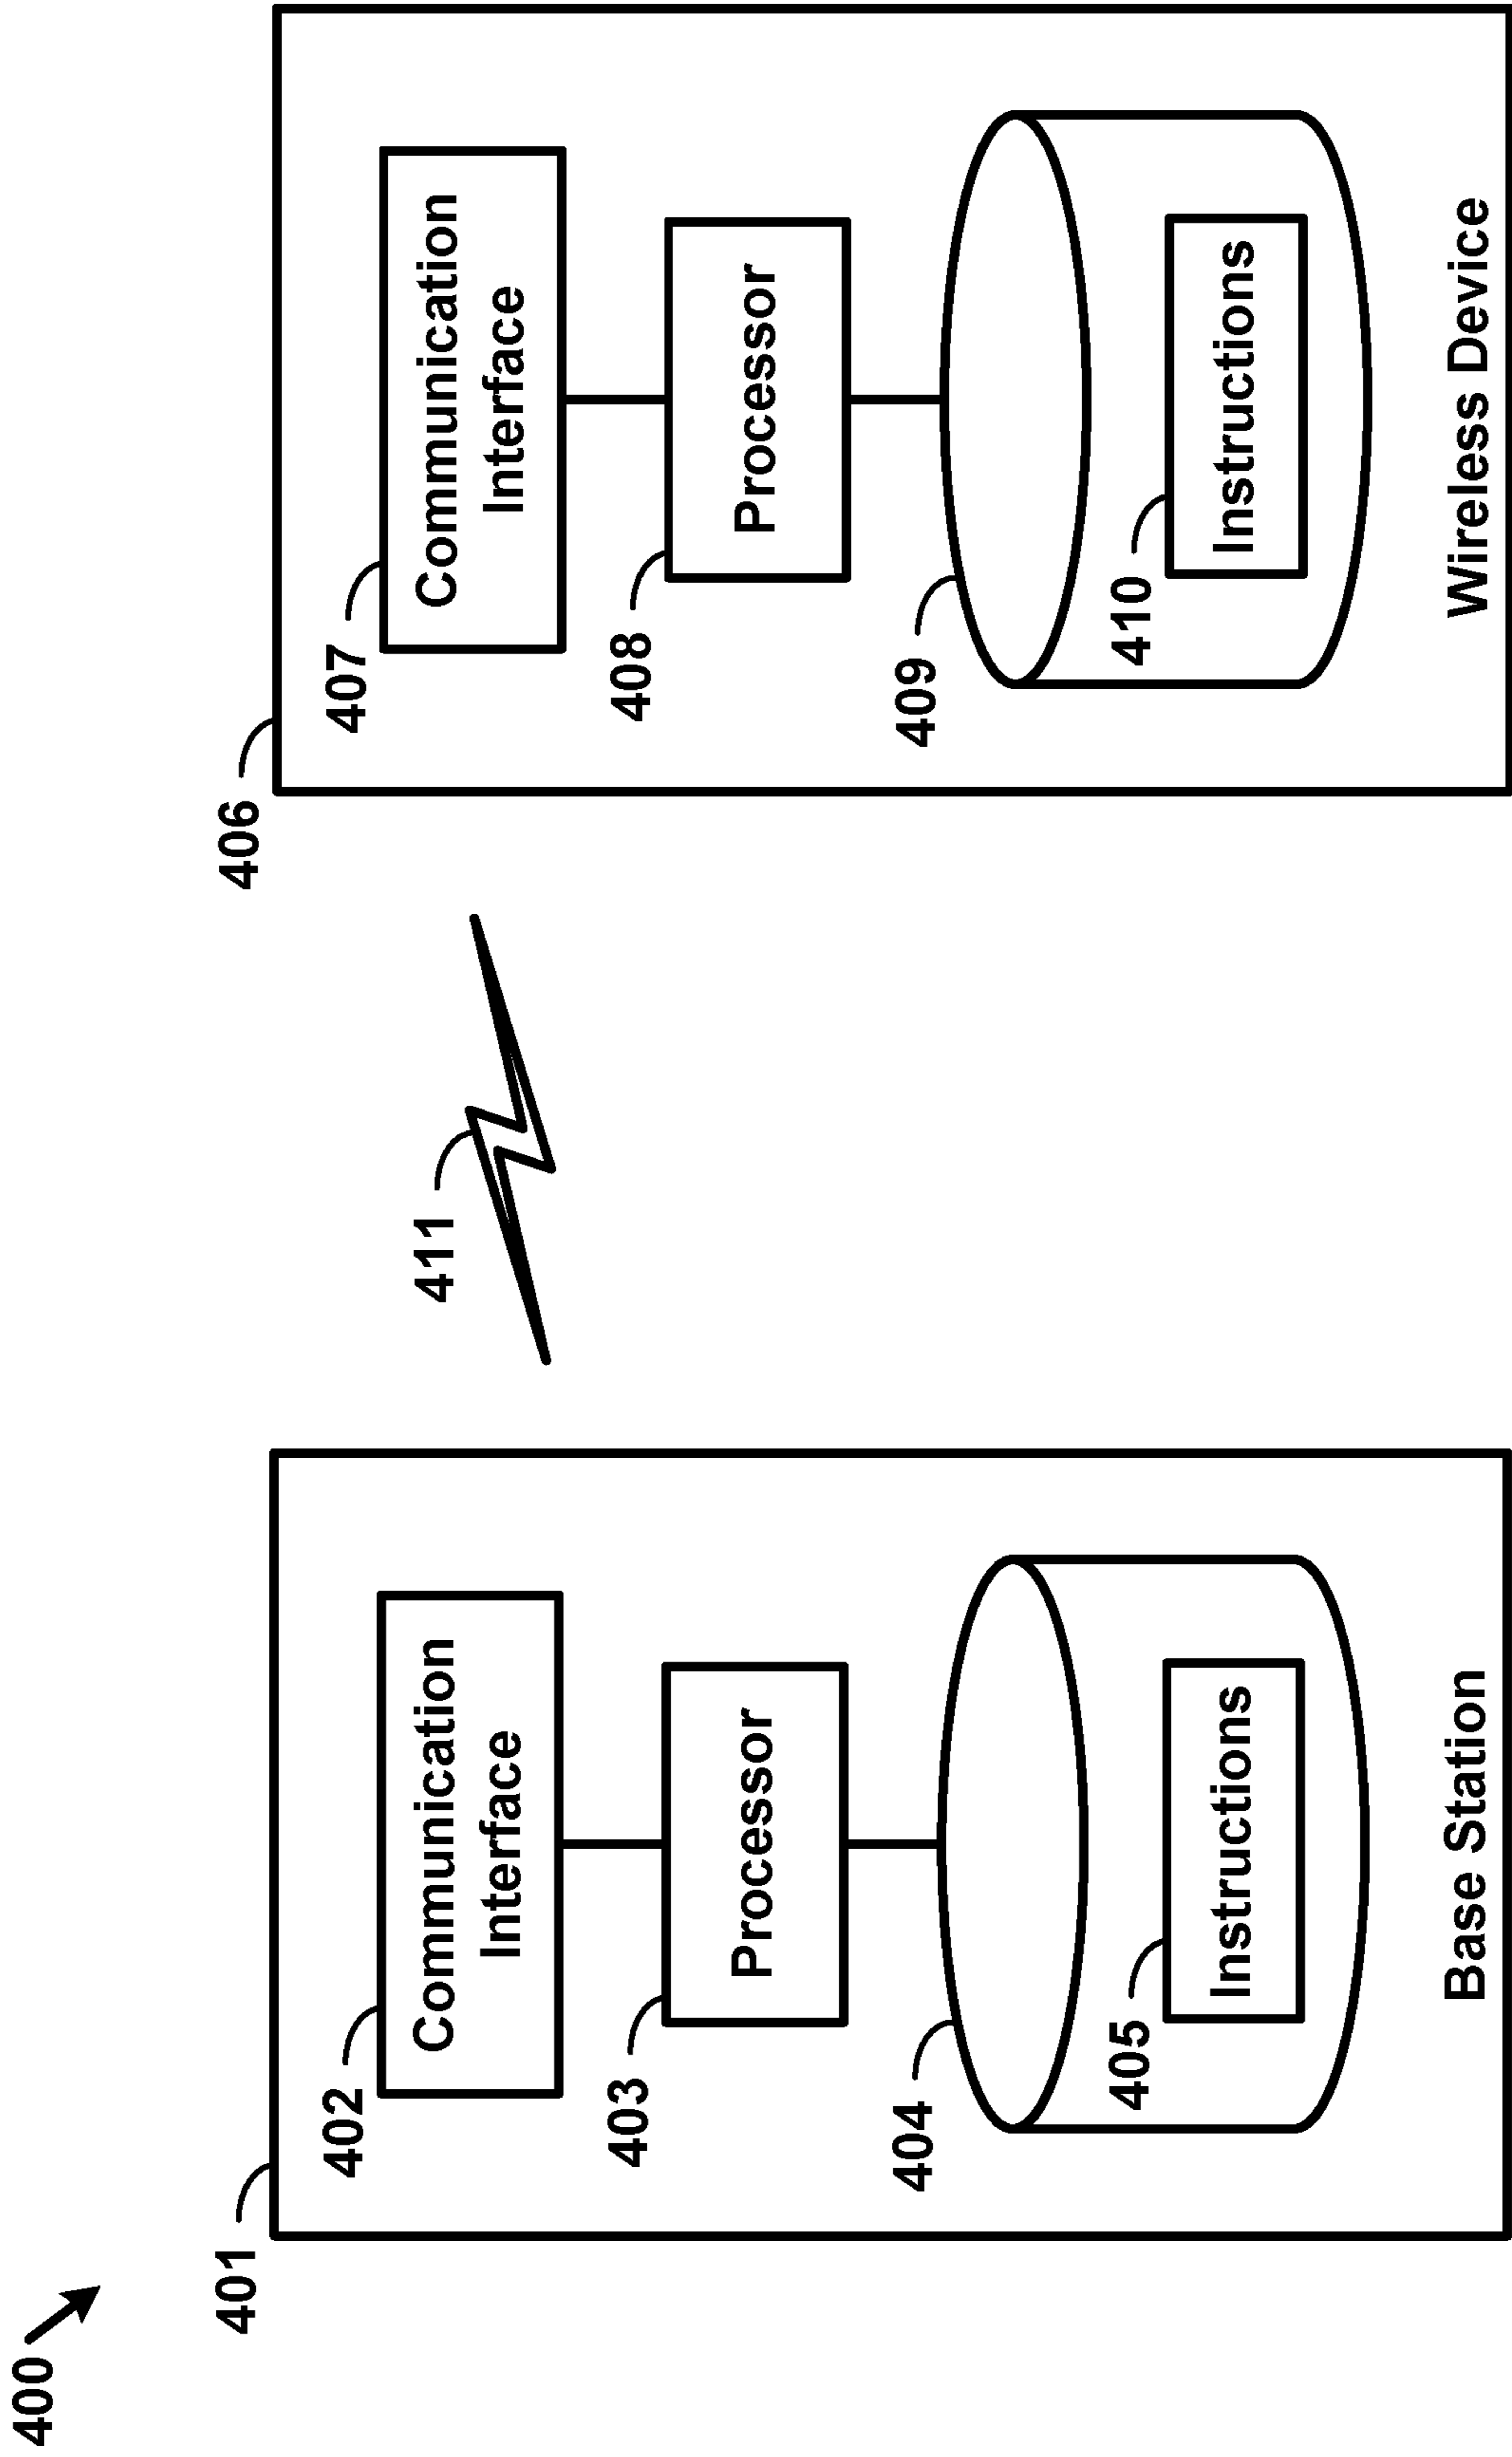 400
401
402
Communication
Interface
403
Processor
404
405
Instructions
Base Station
411
406
407
Communication
Interface
408
Processor
409
410
Instructions
Wireless Device